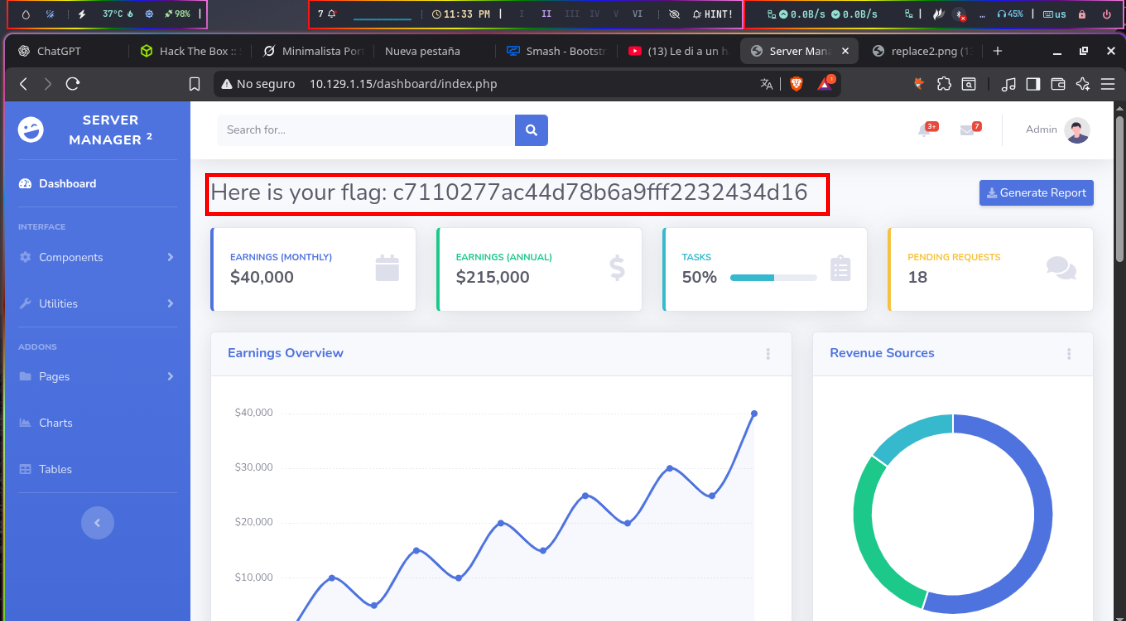 37°C
98%
7
11:33 PM
I II III IV V VI
HINT!
0.0B/s 0.0B/s
45%
us
ChatGPT
Hack The Box ::
Minimalista Por
Nueva pestaña
Smash - Bootstr
(13) Le di a un h
Server Man
replace2.png (1
No seguro 10.129.1.15/dashboard/index.php
SERVER
MANAGER 2
Search for...
3+
7
Admin
Dashboard
Here is your flag: c7110277ac44d78b6a9fff2232434d16
Generate Report
INTERFACE
Components
Utilities
ADDONS
Pages
Charts
Tables
EARNINGS (MONTHLY)
$40,000
EARNINGS (ANNUAL)
$215,000
TASKS
50%
PENDING REQUESTS
18
Earnings Overview
Revenue Sources
$40,000
$30,000
$20,000
$10,000